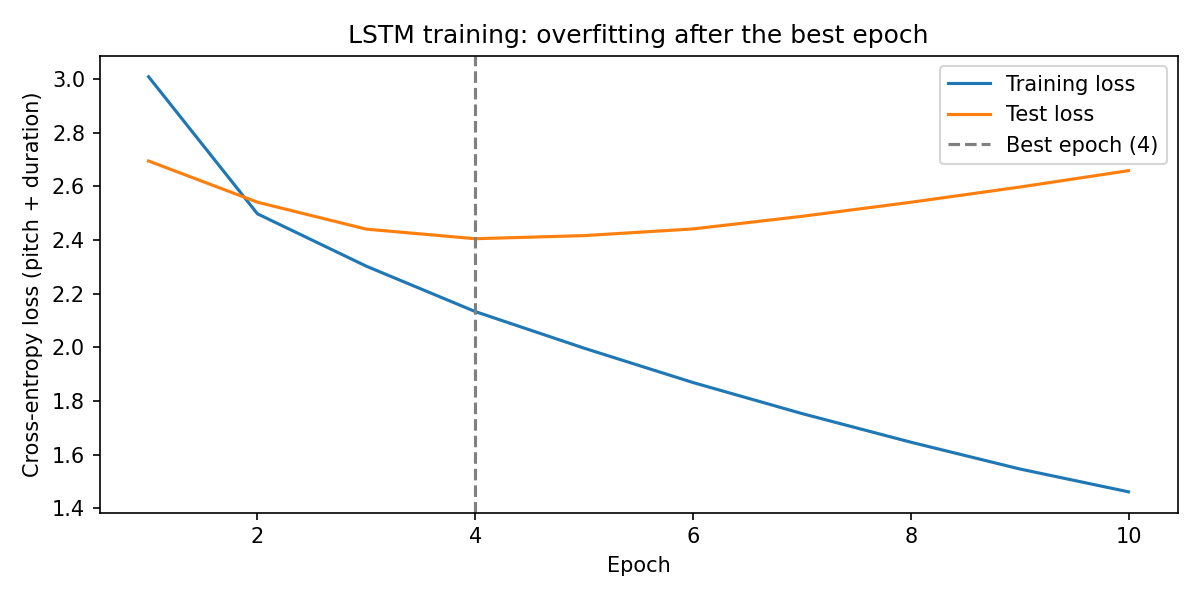 LSTM training: overfitting after the best epoch
Training loss
Test loss
Best epoch (4)
Cross-entropy loss (pitch + duration)
3.0
2.8
2.6
2.4
2.2
2.0
1.8
1.6
1.4
2 4 6 8 10
Epoch